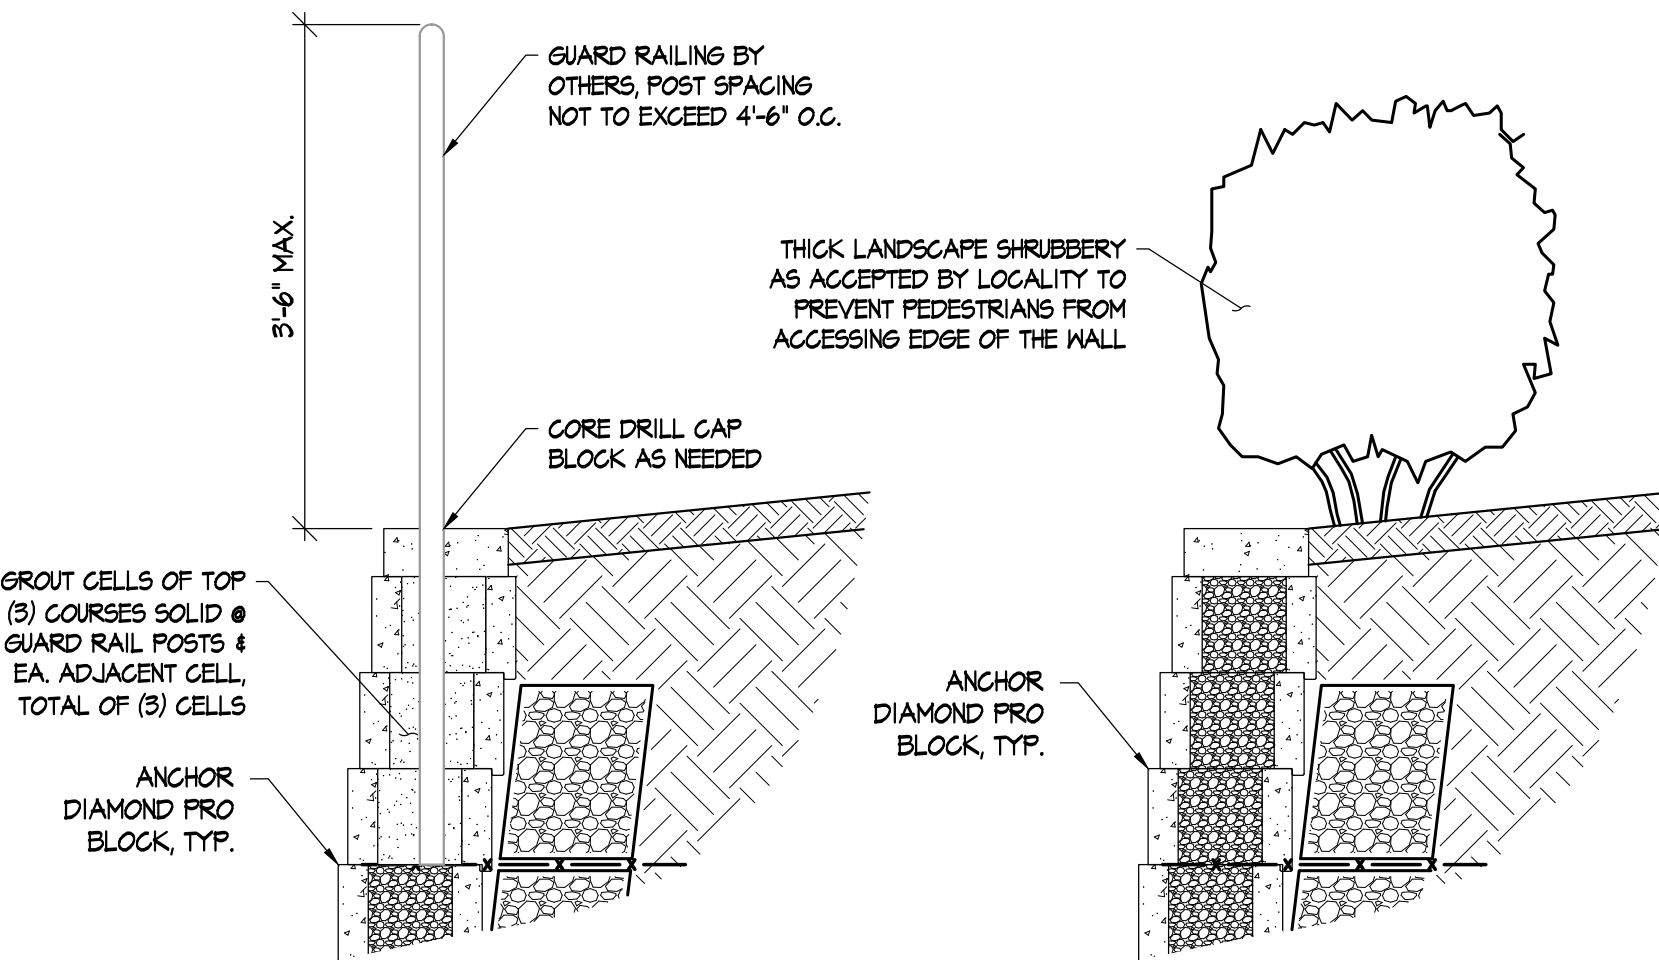 GUARD RAILING BY
OTHERS, POST SPACING
NOT TO EXCEED 4'-6" O.C.
3'-6" MAX.
THICK LANDSCAPE SHRUBBERY
AS ACCEPTED BY LOCALITY TO
PREVENT PEDESTRIANS FROM
ACCESSING EDGE OF THE WALL
CORE DRILL CAP
BLOCK AS NEEDED
GROUT CELLS OF TOP
(3) COURSES SOLID @
GUARD RAIL POSTS &
EA. ADJACENT CELL,
TOTAL OF (3) CELLS
ANCHOR
DIAMOND PRO
BLOCK, TYP.
ANCHOR
DIAMOND PRO
BLOCK, TYP.